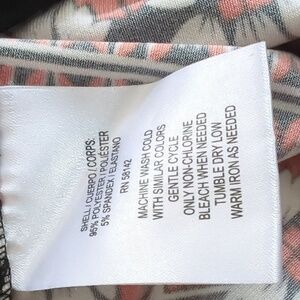 SHELL/CUERPO/CORPS:
95% POLYESTER/POLIÉSTER
5% SPANDEX/ELASTANO
RN 58142
MACHINE WASH COLD
WITH SIMILAR COLORS
GENTLE CYCLE
ONLY NON-CHLORINE
BLEACH WHEN NEEDED
TUMBLE DRY LOW
WARM IRON AS NEEDED